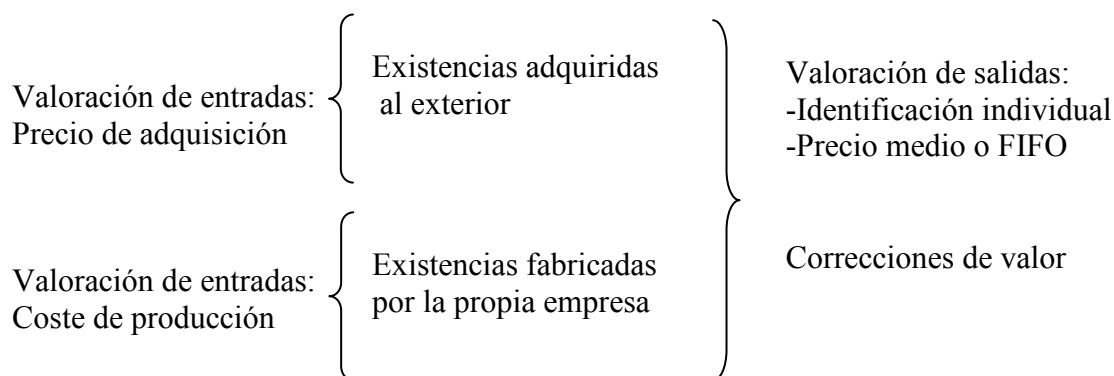 Valoración de entradas:
Precio de adquisición
Existencias adquiridas
al exterior
Valoración de entradas:
Coste de producción
Existencias fabricadas
por la propia empresa
Valoración de salidas:
-Identificación individual
-Precio medio o FIFO
Correcciones de valor